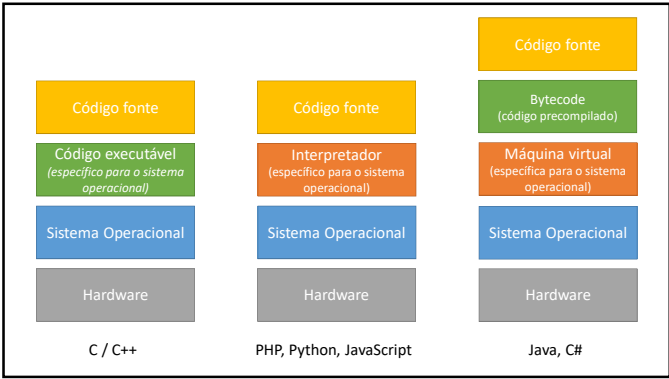 Código fonte
Código executável
(específico para o sistema
operacional)
Sistema Operacional
Hardware
C / C++
Código fonte
Interpretador
(específico para o sistema
operacional)
Sistema Operacional
Hardware
PHP, Python, JavaScript
Código fonte
Bytecode
(código precompilado)
Máquina virtual
(específica para o sistema
operacional)
Sistema Operacional
Hardware
Java, C#